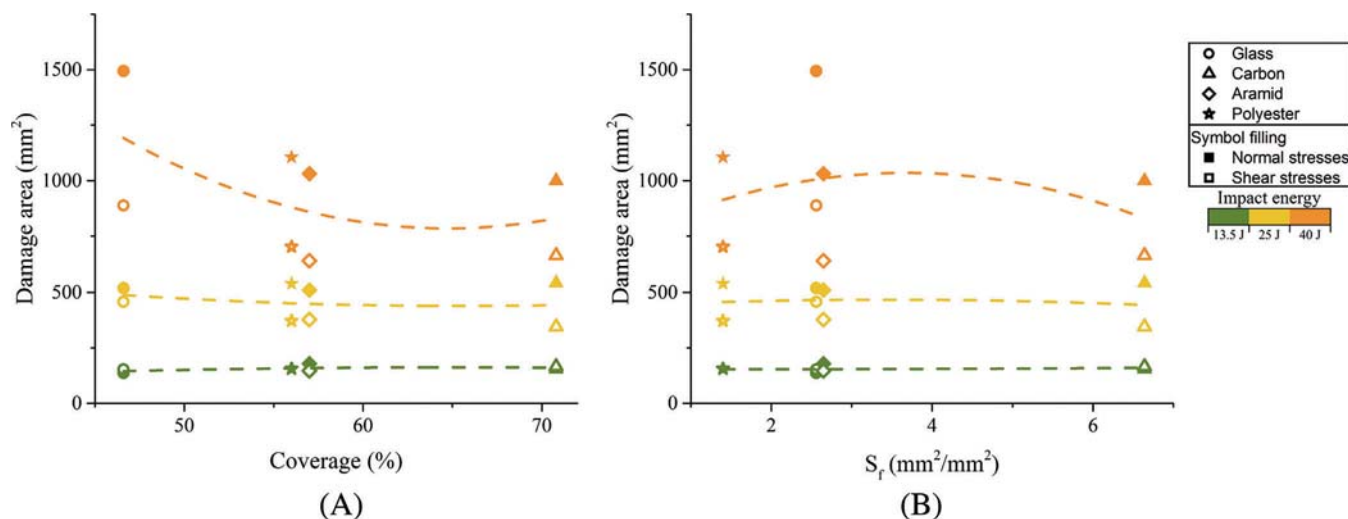 Damage area (mm²)
1500
1000
500
0
50
60
70
Coverage (%)
(A)
Damage area (mm²)
1500
1000
500
0
2
4
6
S_f (mm²/mm²)
(B)
Glass
Carbon
Aramid
Polyester
Symbol filling
Normal stresses
Shear stresses
Impact energy
13.5 J 25 J 40 J